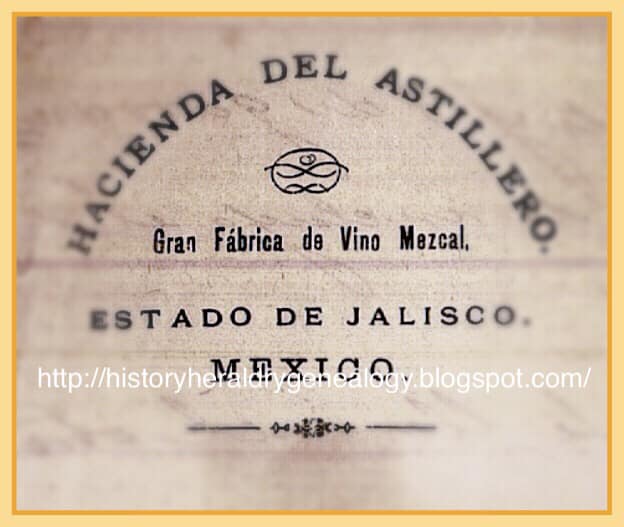 HACIENDA DEL ASTILLERO.
Gran Fábrica de Vino Mezcal,
ESTADO DE JALISCO.
MEXICO.
http://historyheraldrygenealogy.blogspot.com/